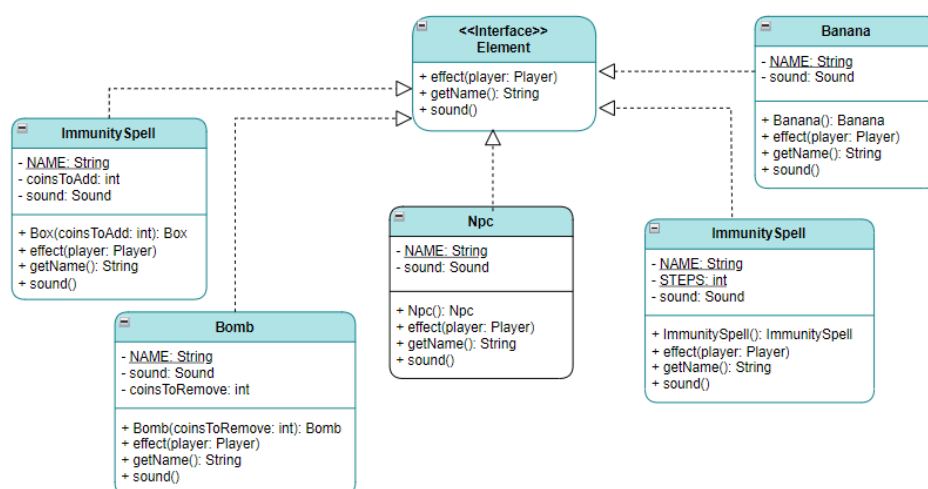 <<Interface>>
Element
+ effect(player: Player)
+ getName(): String
+ sound()
Banana
- NAME: String
- sound: Sound
+ Banana(): Banana
+ effect(player: Player)
+ getName(): String
+ sound()
ImmunitySpell
- NAME: String
- coinsToAdd: int
- sound: Sound
+ Box(coinsToAdd: int): Box
+ effect(player: Player)
+ getName(): String
+ sound()
Npc
- NAME: String
- sound: Sound
+ Npc(): Npc
+ effect(player: Player)
+ getName(): String
+ sound()
ImmunitySpell
- NAME: String
- STEPS: int
- sound: Sound
+ ImmunitySpell(): ImmunitySpell
+ effect(player: Player)
+ getName(): String
+ sound()
Bomb
- NAME: String
- sound: Sound
- coinsToRemove: int
+ Bomb(coinsToRemove: int): Bomb
+ effect(player: Player)
+ getName(): String
+ sound()